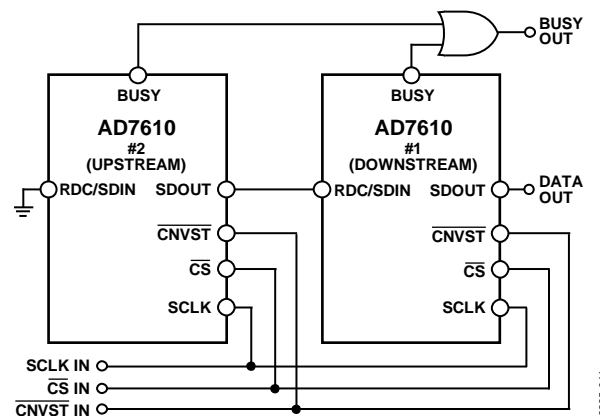 BUSY
OUT
BUSY
AD7610
#2
(UPSTREAM)
RDC/SDIN
SDOUT
CNVST
CS
SCLK
BUSY
AD7610
#1
(DOWNSTREAM)
RDC/SDIN
SDOUT
CNVST
CS
SCLK
DATA
OUT
SCLK IN
CS IN
CNVST IN